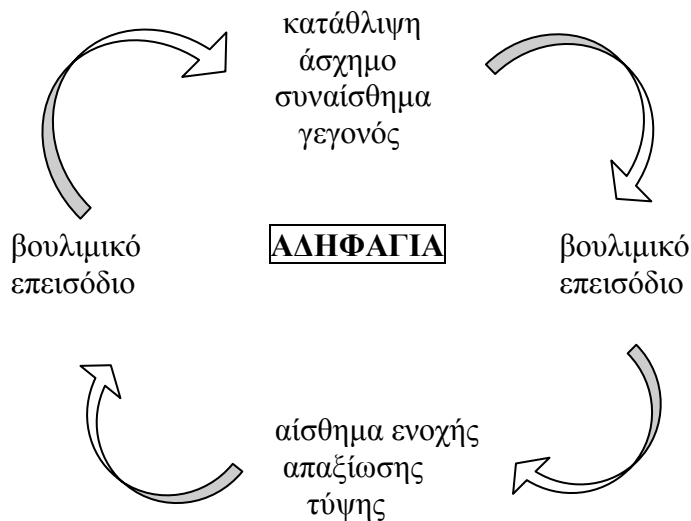 κατάθλιψη
άσχημο
συναίσθημα
γεγονός
βουλιμικό
επεισόδιο
ΑΔΗΦΑΓΙΑ
βουλιμικό
επεισόδιο
αίσθημα ενοχής
απαξίωσης
τύψης